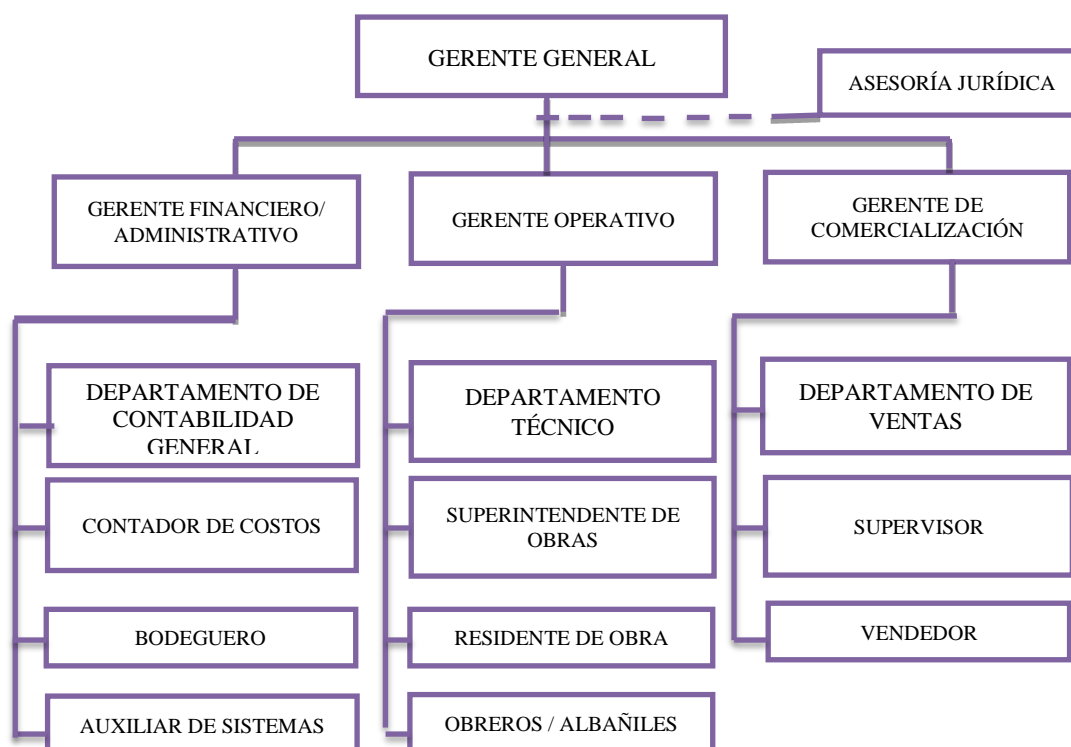 GERENTE GENERAL
ASESORÍA JURÍDICA
GERENTE FINANCIERO/
ADMINISTRATIVO
GERENTE OPERATIVO
GERENTE DE
COMERCIALIZACIÓN
DEPARTAMENTO DE
CONTABILIDAD
GENERAL
DEPARTAMENTO
TÉCNICO
DEPARTAMENTO DE
VENTAS
CONTADOR DE COSTOS
SUPERINTENDENTE DE
OBRAS
SUPERVISOR
BODEGUERO
RESIDENTE DE OBRA
VENDEDOR
AUXILIAR DE SISTEMAS
OBREROS / ALBAÑILES